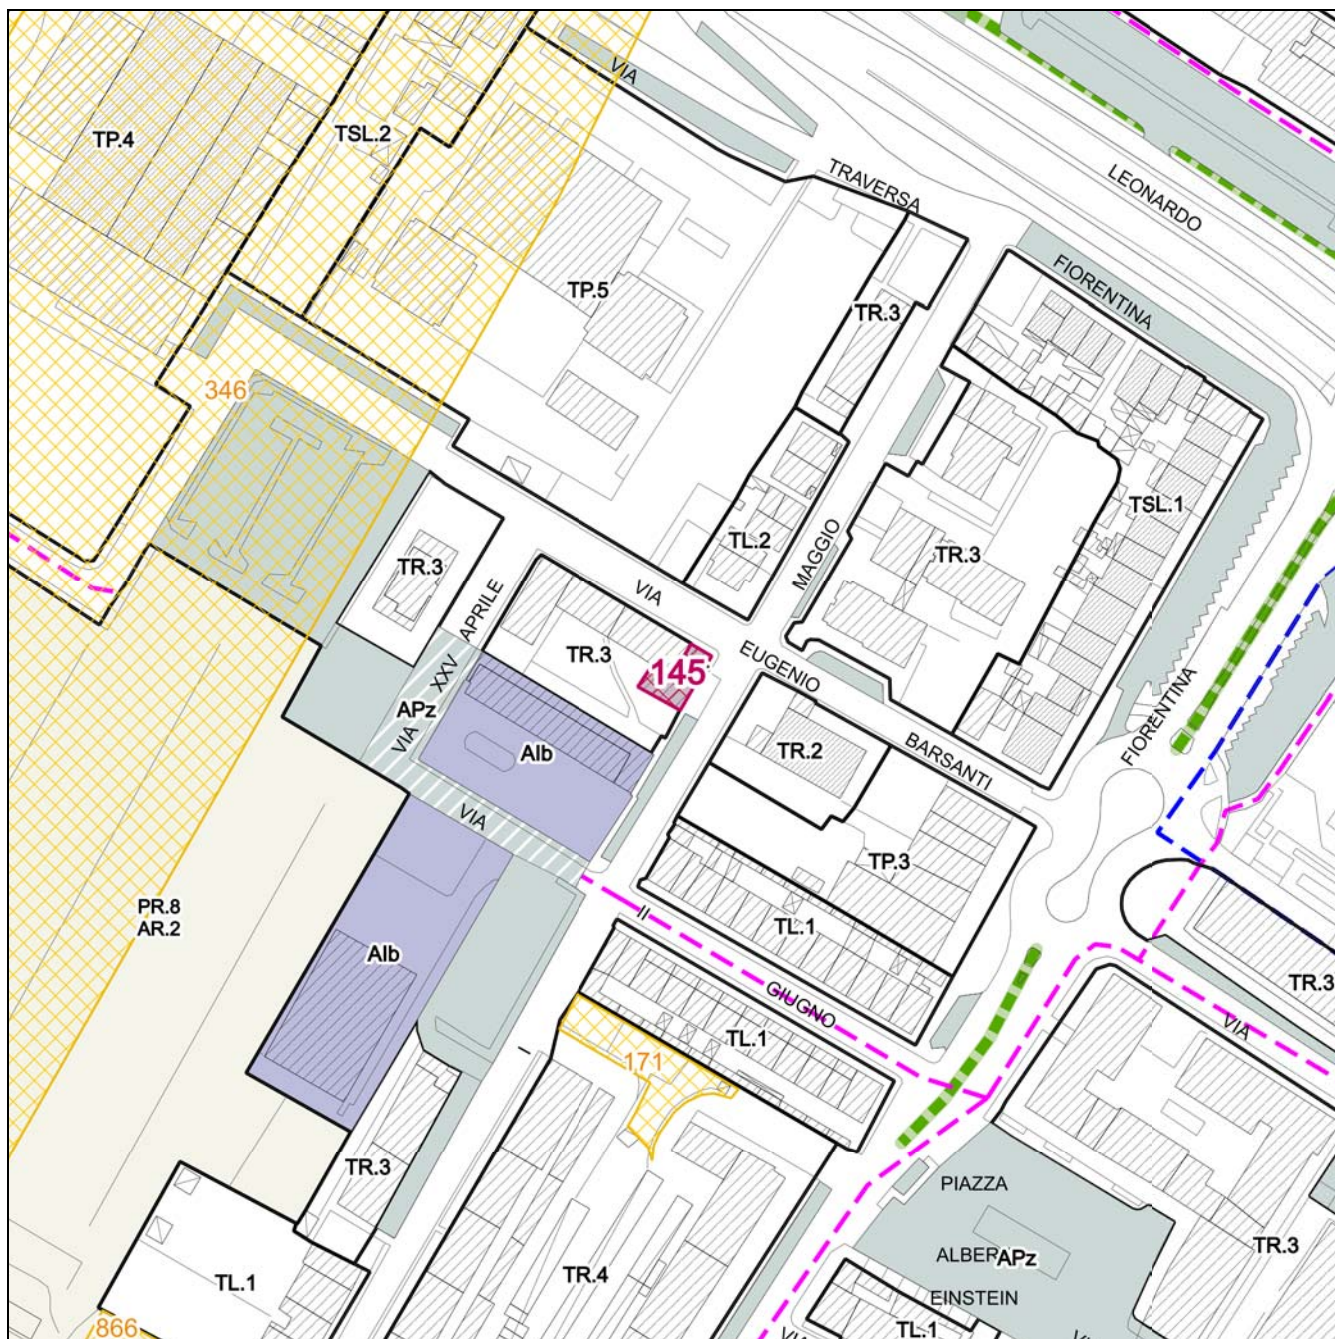 VIA
TP.4
TSL.2
TRAVERSA
LEONARDO
FIORENTINA
TP.5
TR.3
346
TSL.1
TL.2
MAGGIO
TR.3
TR.3
VIA
APRILE
TR.3
145
EUGENIO
XXV
APz
VIA
FIORENTINA
Alb
TR.2
BARSANTI
VIA
TP.3
PR.8
AR.2
II
TL.1
Alb
TR.3
GIUGNO
VIA
TL.1
I
171
TR.3
PIAZZA
ALBER
APz
TR.3
TR.4
TL.1
EINSTEIN
866
TL.1
VIA